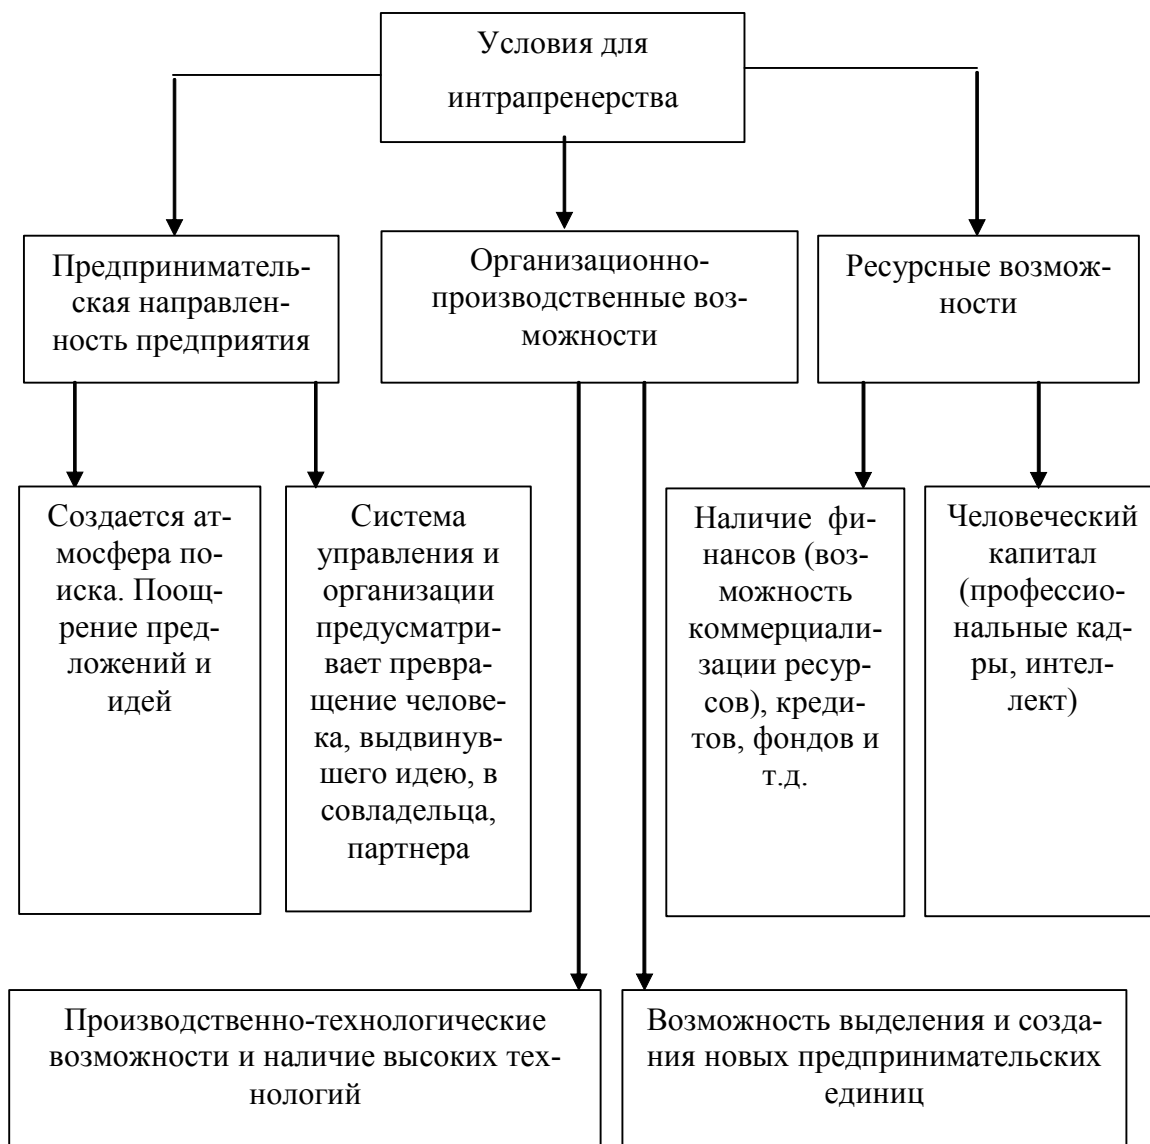 Условия для
интрапренерства
Предприниматель-
ская направлен-
ность предприятия
Организационно-
производственные воз-
можности
Ресурсные возмож-
ности
Создается ат-
мосфера по-
иска. Поощ-
рение пред-
ложений и
идей
Система
управления и
организации
предусматри-
вает превра-
щение челове-
ка, выдвинув-
шего идею, в
совладельца,
партнера
Наличие фи-
нансов (воз-
можность
коммерциали-
зации ресур-
сов), креди-
тов, фондов и
т.д.
Человеческий
капитал
(профессио-
нальные кад-
ры, интел-
лект)
Производственно-технологические
возможности и наличие высоких тех-
нологий
Возможность выделения и созда-
ния новых предпринимательских
единиц